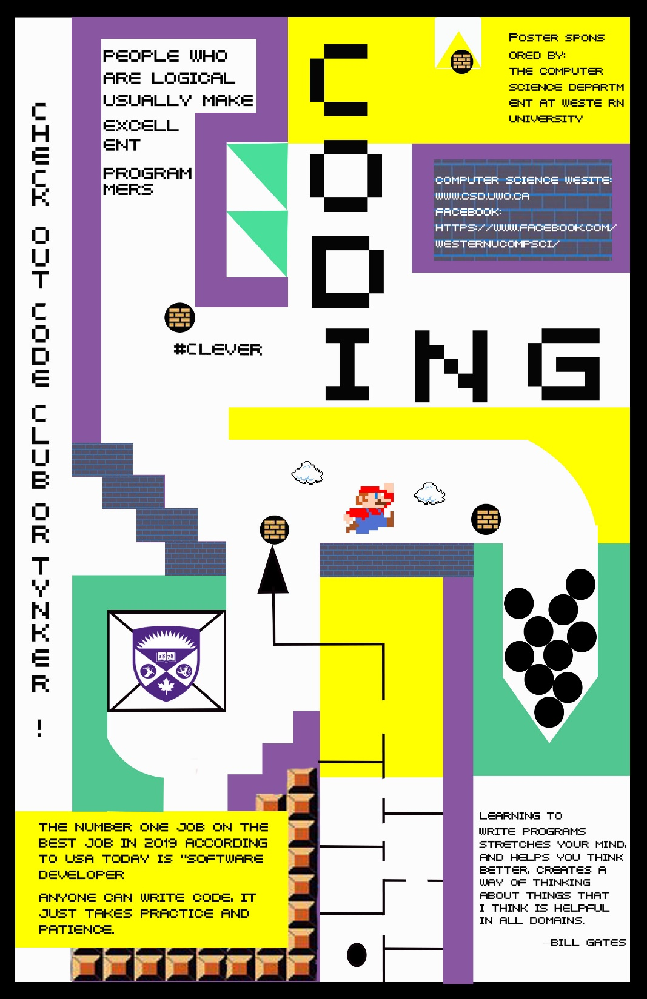 CHECK OUT CODE CLUB OR TYNKER !
PEOPLE WHO
ARE LOGICAL
USUALLY MAKE
EXCELL
ENT
PROGRAM
MERS
#CLEVER
CODING
POSTER SPONS
ORED BY:
THE COMPUTER
SCIENCE DEPARTM
ENT AT WESTE RN
UNIVERSITY
COMPUTER SCIENCE WESITE:
WWW.CSD.UWO.CA
FACEBOOK:
HTTPS://WWW.FACEBOOK.COM/
WESTERNUCOMPSCI/
1878
THE NUMBER ONE JOB ON THE
BEST JOB IN 2019 ACCORDING
TO USA TODAY IS "SOFTWARE
DEVELOPER
ANYONE CAN WRITE CODE, IT
JUST TAKES PRACTICE AND
PATIENCE.
LEARNING TO
WRITE PROGRAMS
STRETCHES YOUR MIND,
AND HELPS YOU THINK
BETTER, CREATES A
WAY OF THINKING
ABOUT THINGS THAT
I THINK IS HELPFUL
IN ALL DOMAINS.
—BILL GATES